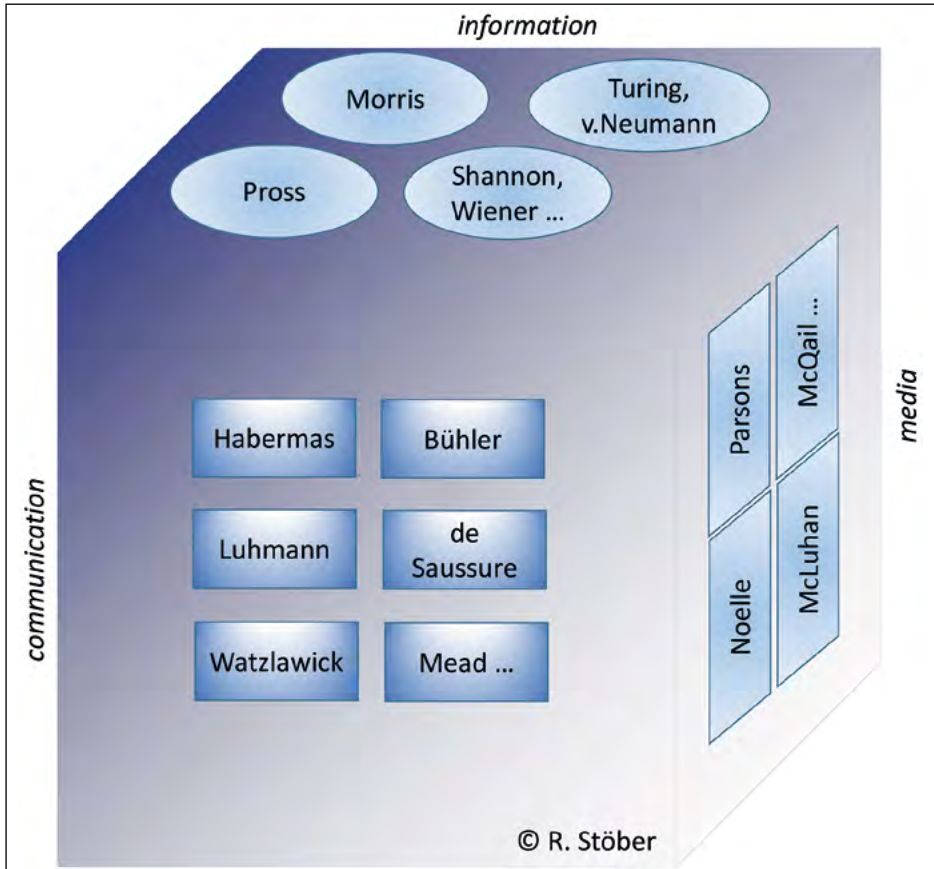 information
Morris
Turing,
v.Neumann
Pross
Shannon,
Wiener ...
communication
Habermas
Bühler
Luhmann
de
Saussure
Watzlawick
Mead ...
Parsons
McQail ...
Noelle
McLuhan
media
© R. Stöber